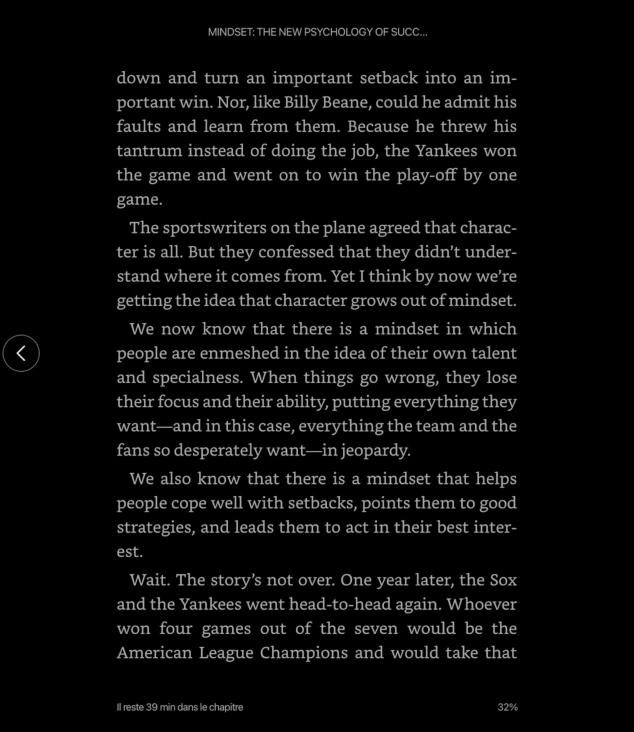 MINDSET: THE NEW PSYCHOLOGY OF SUCC...
down and turn an important setback into an im-
portant win. Nor, like Billy Beane, could he admit his
faults and learn from them. Because he threw his
tantrum instead of doing the job, the Yankees won
the game and went on to win the play-off by one
game.
The sportswriters on the plane agreed that charac-
ter is all. But they confessed that they didn’t under-
stand where it comes from. Yet I think by now we’re
getting the idea that character grows out of mindset.
We now know that there is a mindset in which
people are enmeshed in the idea of their own talent
and specialness. When things go wrong, they lose
their focus and their ability, putting everything they
want—and in this case, everything the team and the
fans so desperately want—in jeopardy.
We also know that there is a mindset that helps
people cope well with setbacks, points them to good
strategies, and leads them to act in their best inter-
est.
Wait. The story’s not over. One year later, the Sox
and the Yankees went head-to-head again. Whoever
won four games out of the seven would be the
American League Champions and would take that
Il reste 39 min dans le chapitre
32%